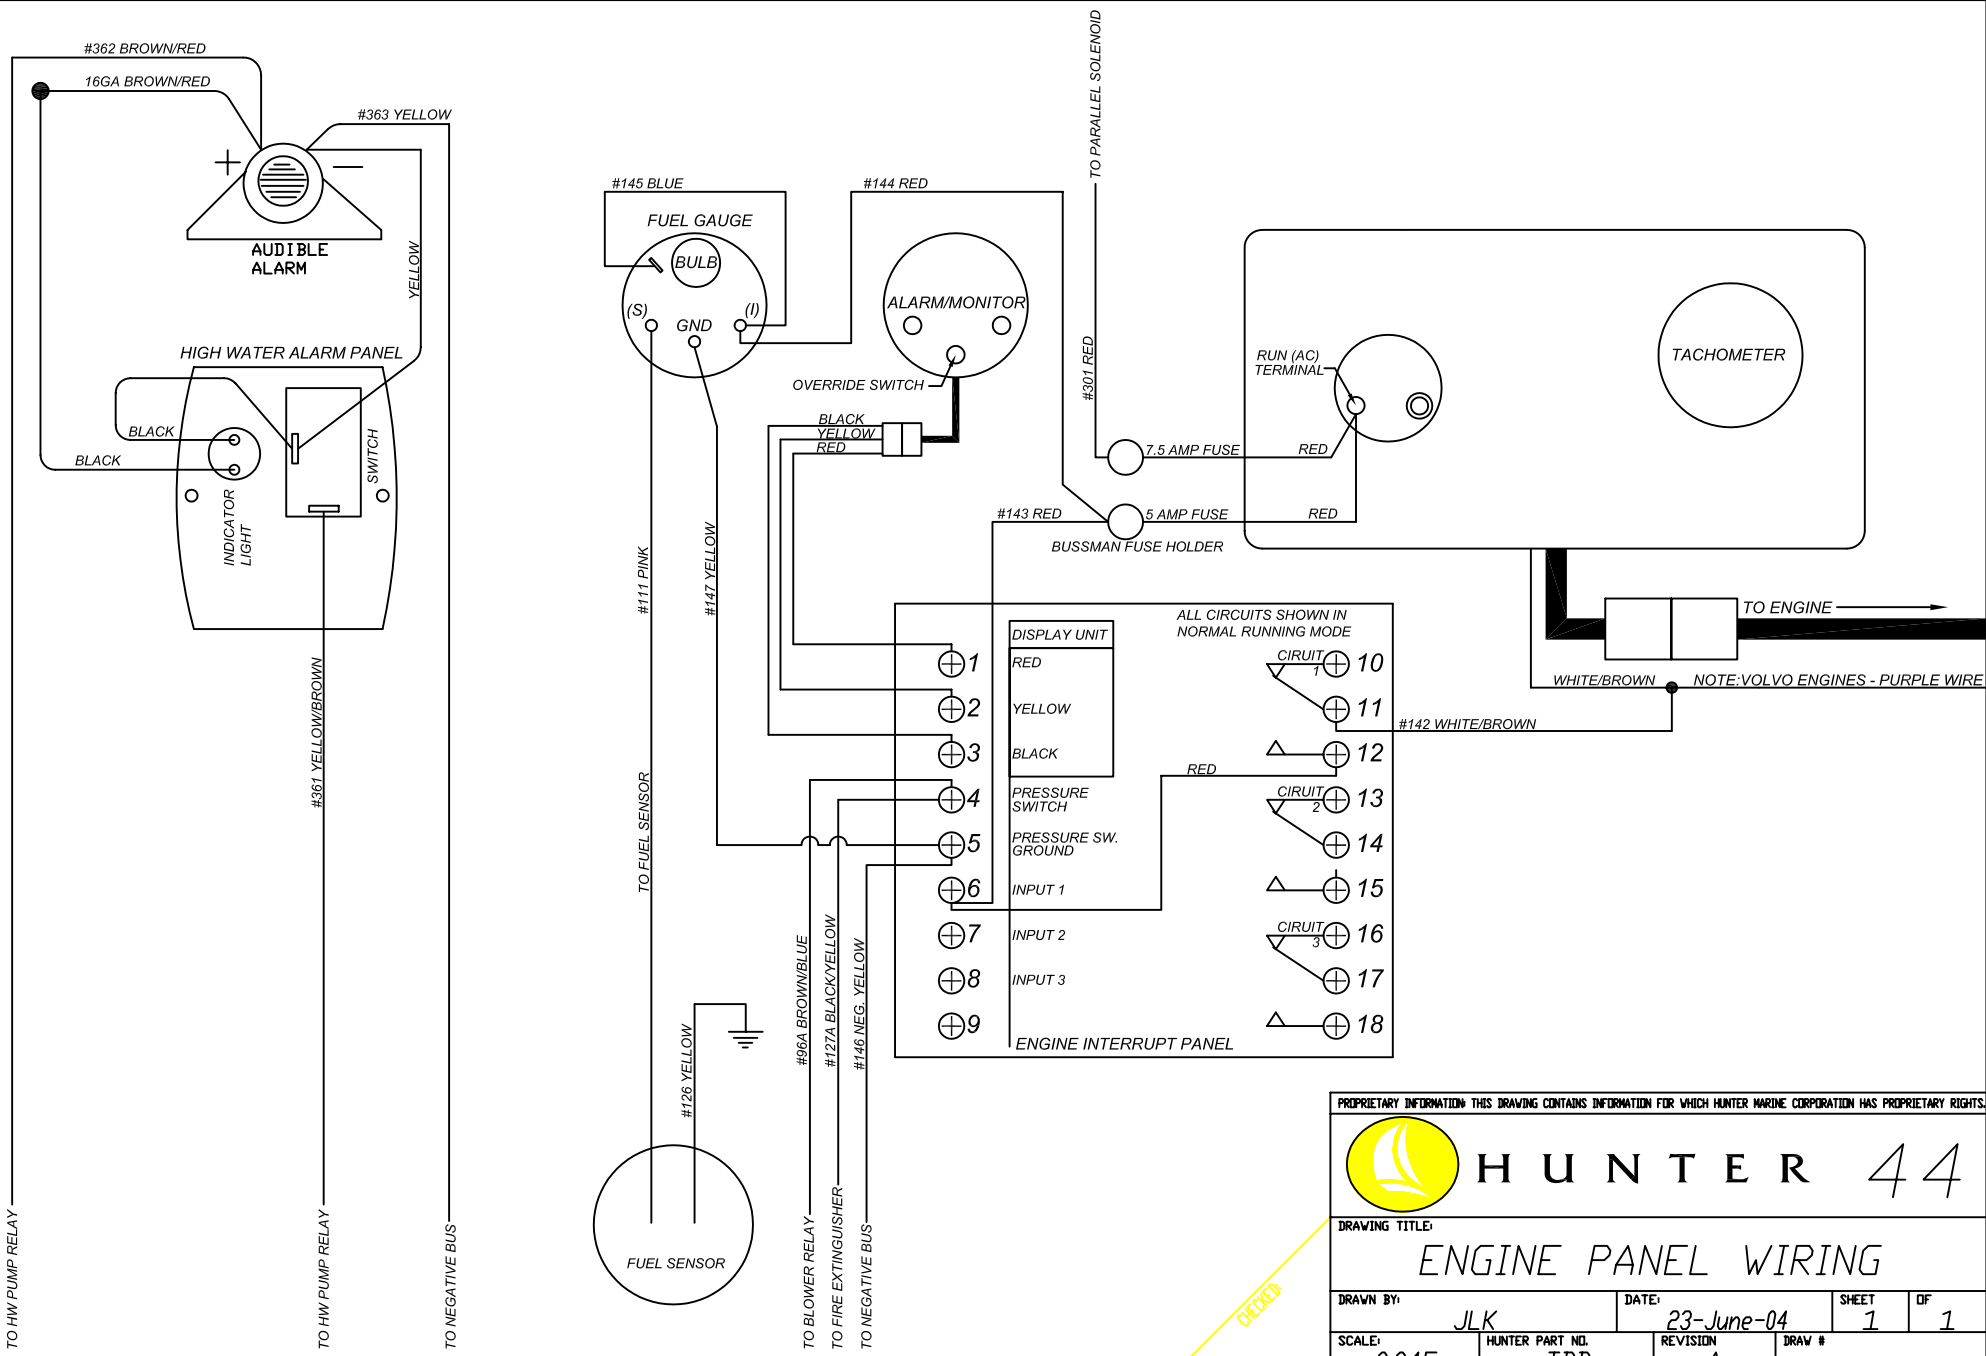 #362 BROWN/RED
16GA BROWN/RED
#363 YELLOW
+
—
AUDIBLE
ALARM
YELLOW
HIGH WATER ALARM PANEL
BLACK
BLACK
SWITCH
INDICATOR
LIGHT
#361 YELLOW/BROWN
TO HW PUMP RELAY
TO HW PUMP RELAY
TO NEGATIVE BUS
#145 BLUE
FUEL GAUGE
BULB
(S)
GND
(I)
#144 RED
ALARM/MONITOR
OVERRIDE SWITCH
BLACK
YELLOW
RED
#111 PINK
#147 YELLOW
TO FUEL SENSOR
#126 YELLOW
FUEL SENSOR
TO PARALLEL SOLENOID
#301 RED
7.5 AMP FUSE
RED
#143 RED
5 AMP FUSE
RED
BUSSMAN FUSE HOLDER
RUN (AC)
TERMINAL
TACHOMETER
TO ENGINE
WHITE/BROWN
NOTE:VOLVO ENGINES - PURPLE WIRE
#142 WHITE/BROWN
ALL CIRCUITS SHOWN IN
NORMAL RUNNING MODE
DISPLAY UNIT
1 RED
2 YELLOW
3 BLACK
4 PRESSURE
SWITCH
5 PRESSURE SW.
GROUND
6 INPUT 1
7 INPUT 2
8 INPUT 3
9
ENGINE INTERRUPT PANEL
RED
CIRUIT
1
10
11
12
CIRUIT
2
13
14
15
CIRUIT
3
16
17
18
#96A BROWN/BLUE
#127A BLACK/YELLOW
#146 NEG. YELLOW
TO BLOWER RELAY
TO FIRE EXTINGUISHER
TO NEGATIVE BUS
CHECKED:
PROPRIETARY INFORMATION: THIS DRAWING CONTAINS INFORMATION FOR WHICH HUNTER MARINE CORPORATION HAS PROPRIETARY RIGHTS.
HUNTER 44
DRAWING TITLE:
ENGINE PANEL WIRING
DRAWN BY:
JLK
DATE:
23-June-04
SHEET
1
OF
1
SCALE:
HUNTER PART NO.
REVISION
DRAW #